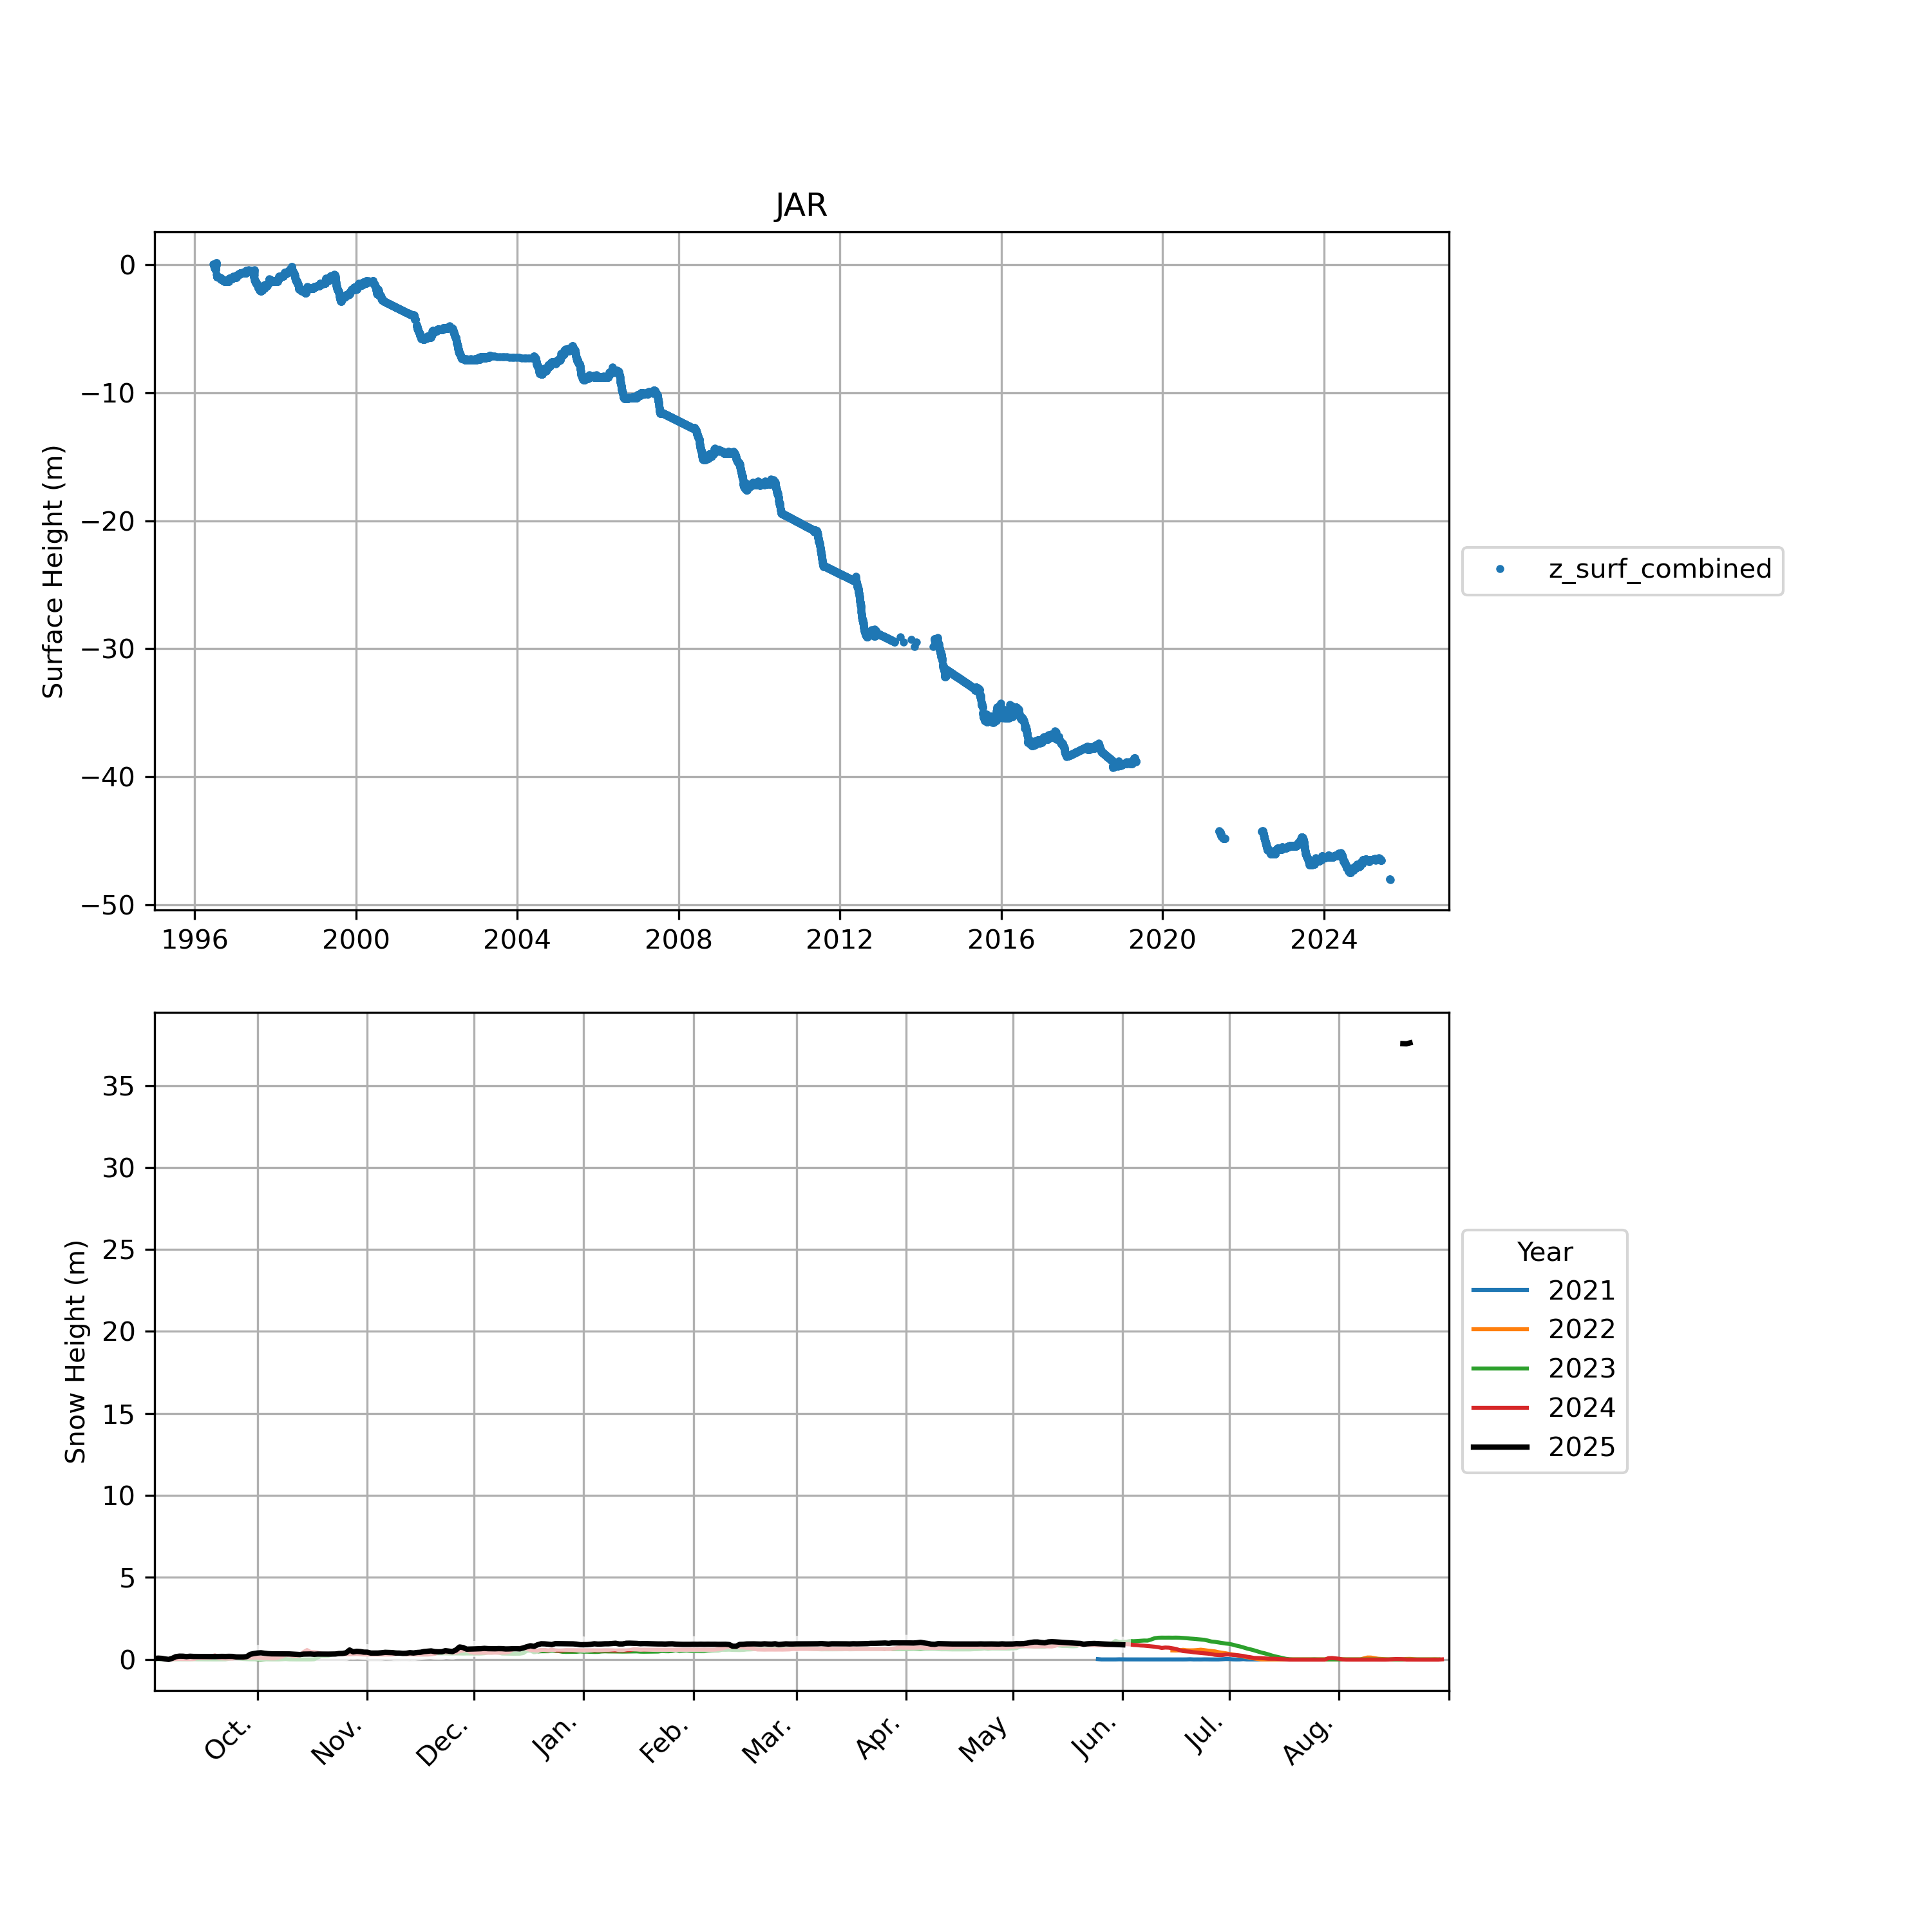 JAR
Surface Height (m)
0
−10
−20
−30
−40
−50
1996 2000 2004 2008 2012 2016 2020 2024
z_surf_combined
Snow Height (m)
35
30
25
20
15
10
5
0
Oct. Nov. Dec. Jan. Feb. Mar. Apr. May Jun. Jul. Aug.
Year
2021
2022
2023
2024
2025